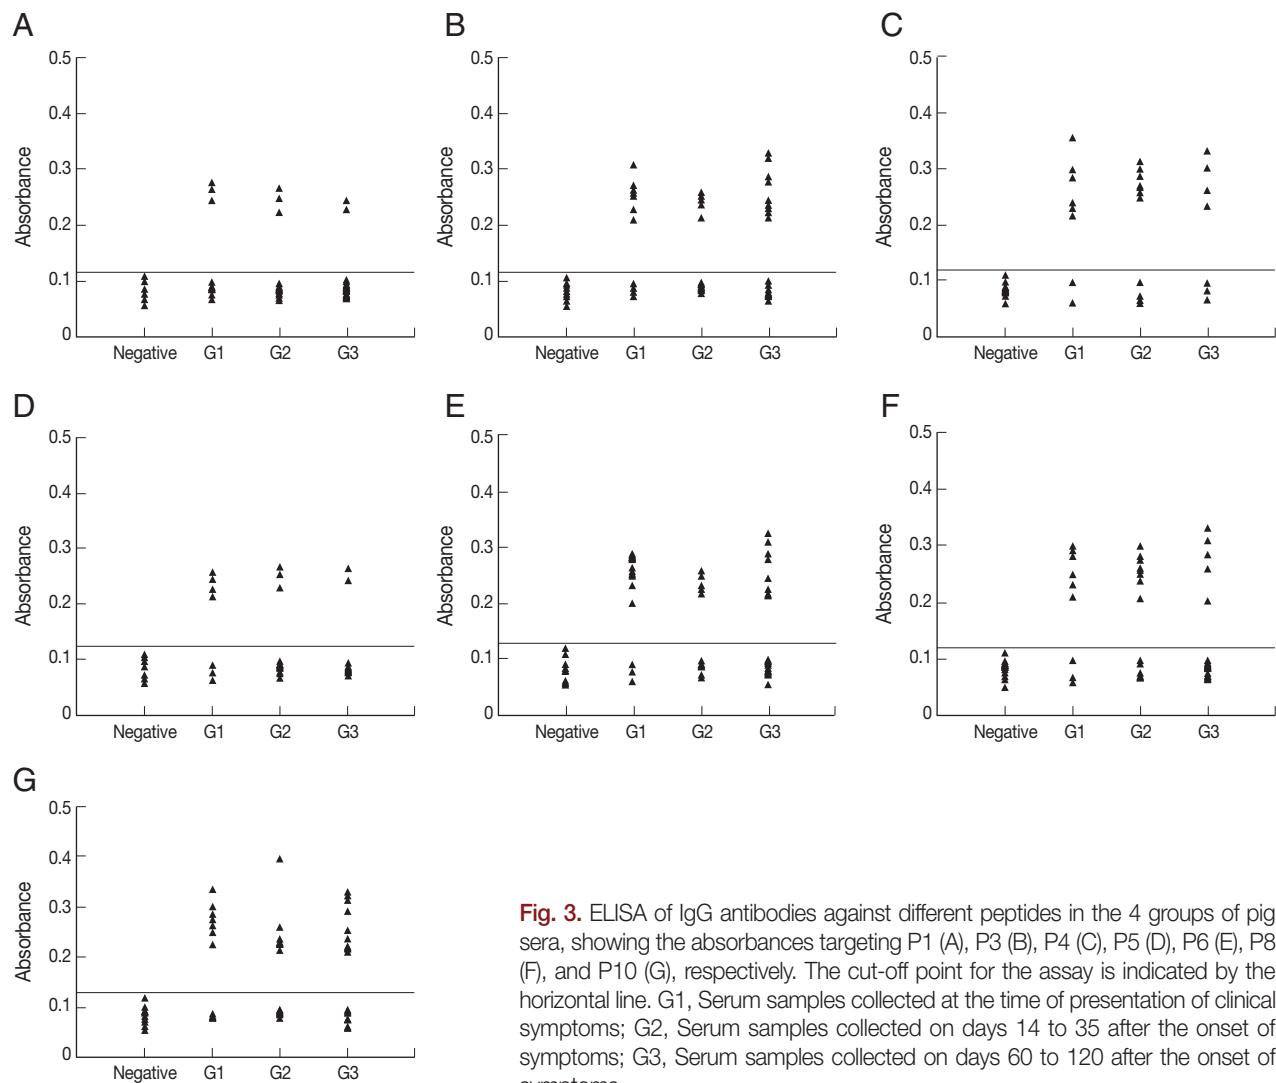 A
B
C
0.5
0.4
0.3
0.2
0.1
0
Absorbance
Negative G1 G2 G3
0.5
0.4
0.3
0.2
0.1
0
Absorbance
Negative G1 G2 G3
0.5
0.4
0.3
0.2
0.1
0
Absorbance
Negative G1 G2 G3
D
E
F
0.5
0.4
0.3
0.2
0.1
0
Absorbance
Negative G1 G2 G3
0.5
0.4
0.3
0.2
0.1
0
Absorbance
Negative G1 G2 G3
0.5
0.4
0.3
0.2
0.1
0
Absorbance
Negative G1 G2 G3
G
0.5
0.4
0.3
0.2
0.1
0
Absorbance
Negative G1 G2 G3
Fig. 3. ELISA of IgG antibodies against different peptides in the 4 groups of pig
sera, showing the absorbances targeting P1 (A), P3 (B), P4 (C), P5 (D), P6 (E), P8
(F), and P10 (G), respectively. The cut-off point for the assay is indicated by the
horizontal line. G1, Serum samples collected at the time of presentation of clinical
symptoms; G2, Serum samples collected on days 14 to 35 after the onset of
symptoms; G3, Serum samples collected on days 60 to 120 after the onset of